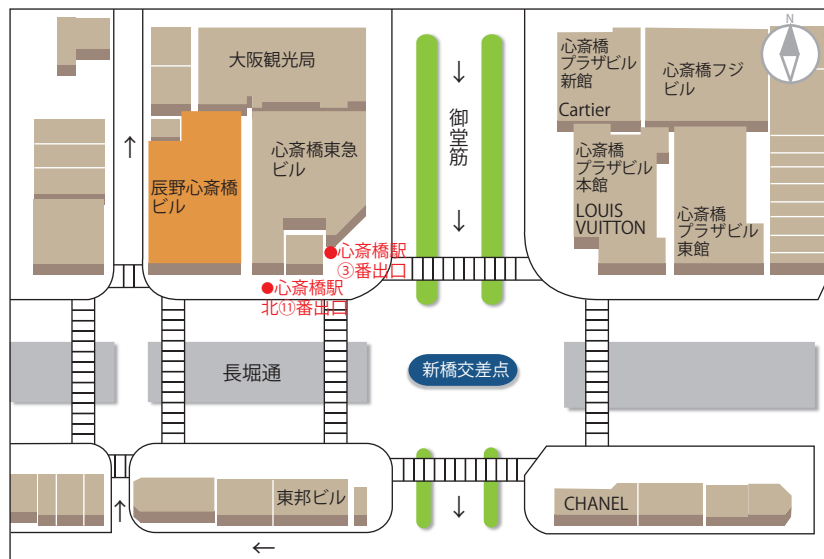 大阪観光局
御堂筋
心斎橋
プラザビル
新館
Cartier
心斎橋フジ
ビル
N
辰野心斎橋
ビル
心斎橋東急
ビル
心斎橋
プラザビル
本館
LOUIS
VUITTON
心斎橋
プラザビル
東館
心斎橋駅
③番出口
心斎橋駅
北⑪番出口
長堀通
新橋交差点
東邦ビル
CHANEL